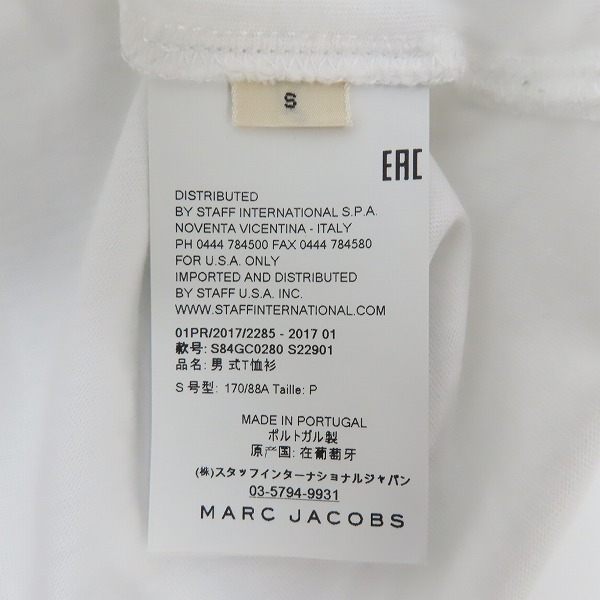 S
EAC
DISTRIBUTED
BY STAFF INTERNATIONAL S.P.A.
NOVENTA VICENTINA - ITALY
PH 0444 784500 FAX 0444 784580
FOR U.S.A. ONLY
IMPORTED AND DISTRIBUTED
BY STAFF U.S.A. INC.
WWW.STAFFINTERNATIONAL.COM
01PR/2017/2285 - 2017 01
款号: S84GC0280 S22901
品名: 男 式T恤衫
S 号型: 170/88A Taille: P
MADE IN PORTUGAL
ポルトガル製
原产国: 在葡萄牙
(株)スタッフインターナショナルジャパン
03-5794-9931
MARC JACOBS